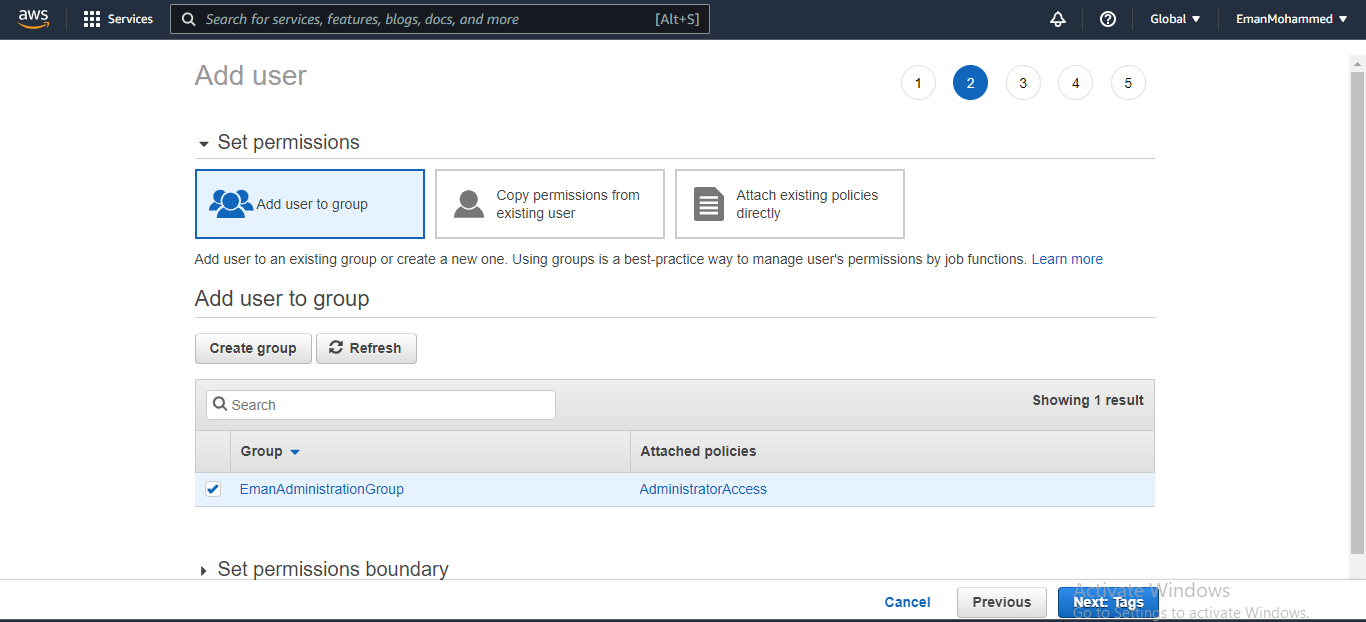 aws
Services
Search for services, features, blogs, docs, and more
[Alt+S]
Global
EmanMohammed
Add user
1
2
3
4
5
Set permissions
Add user to group
Copy permissions from
existing user
Attach existing policies
directly
Add user to an existing group or create a new one. Using groups is a best-practice way to manage user's permissions by job functions. Learn more
Add user to group
Create group
Refresh
Search
Showing 1 result
Group
Attached policies
EmanAdministrationGroup
AdministratorAccess
Set permissions boundary
Cancel
Previous
Next: Tags
Activate Windows
Go to Settings to activate Windows.